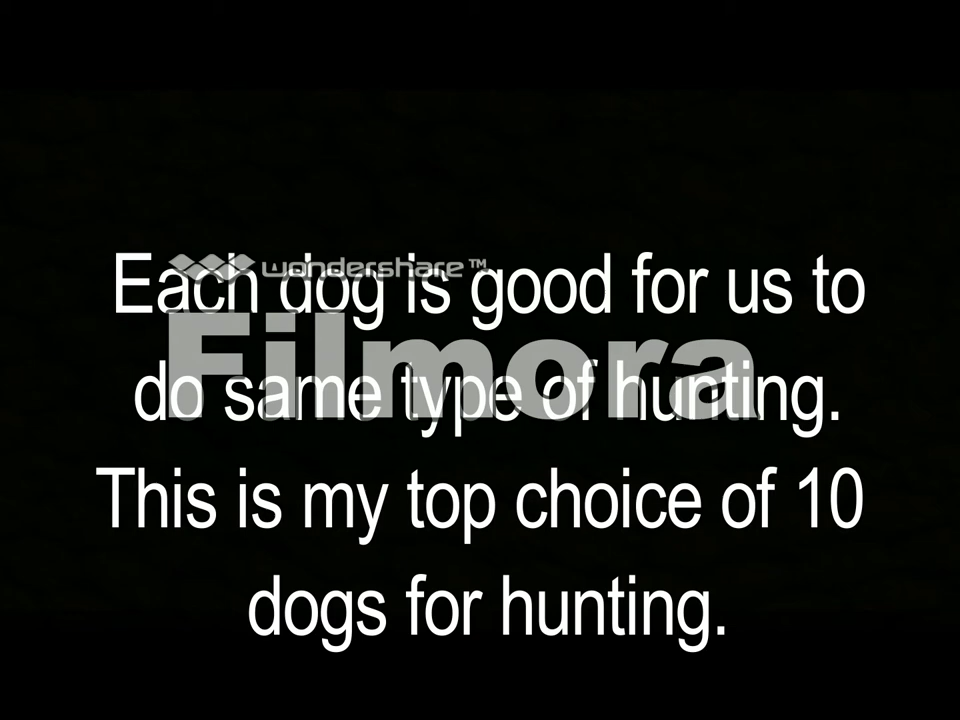 wondershare™
Filmora
Each dog is good for us to
do same type of hunting.
This is my top choice of 10
dogs for hunting.